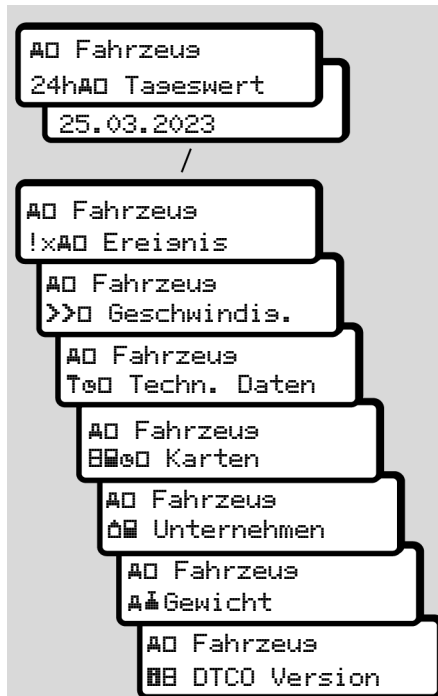 Fahrzeug
24h Tageswert
25.03.2023
/
Fahrzeug
!x Ereignis
Fahrzeug
>> Geschwindig.
Fahrzeug
Techn. Daten
Fahrzeug
Karten
Fahrzeug
Unternehmen
Fahrzeug
Gewicht
Fahrzeug
DTCO Version